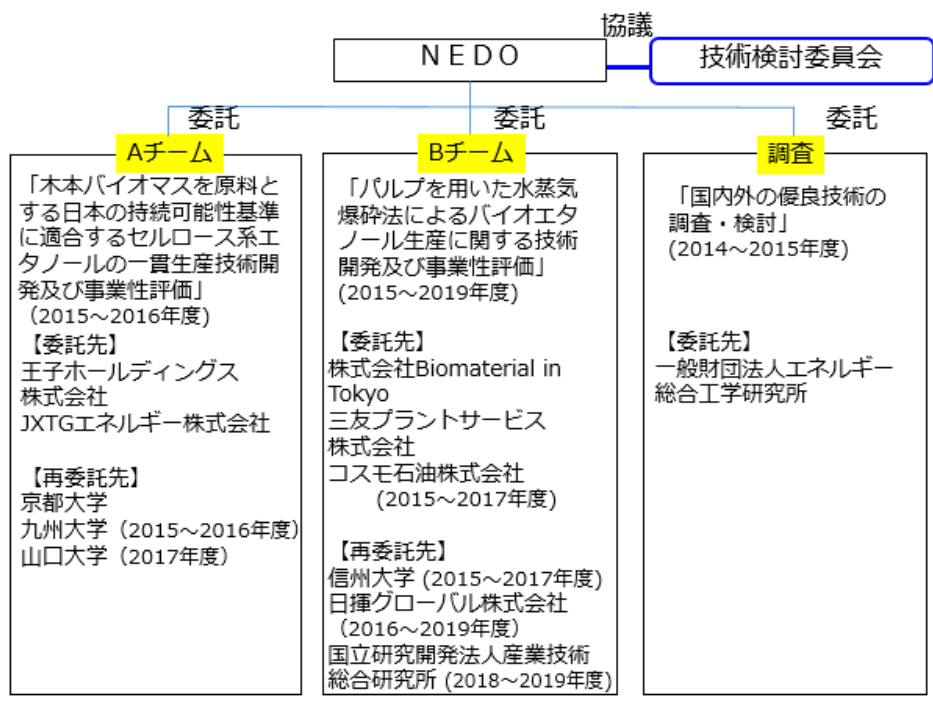 協議
NEDO
技術検討委員会
委託
委託
委託
Aチーム
「木本バイオマスを原料と
する日本の持続可能性基準
に適合するセルロース系エ
タノールの一貫生産技術開
発及び事業性評価」
（2015～2016年度)
【委託先】
王子ホールディングス
株式会社
JXTGエネルギー株式会社
【再委託先】
京都大学
九州大学（2015～2016年度）
山口大学（2017年度）
Bチーム
「パルプを用いた水蒸気
爆砕法によるバイオエタ
ノール生産に関する技術
開発及び事業性評価」
(2015～2019年度)
【委託先】
株式会社Biomaterial in
Tokyo
三友プラントサービス
株式会社
コスモ石油株式会社
(2015～2017年度)
【再委託先】
信州大学 (2015～2017年度)
日揮グローバル株式会社
（2016～2019年度）
国立研究開発法人産業技術
総合研究所 (2018～2019年度)
調査
「国内外の優良技術の
調査・検討」
(2014～2015年度)
【委託先】
一般財団法人エネルギー
総合工学研究所